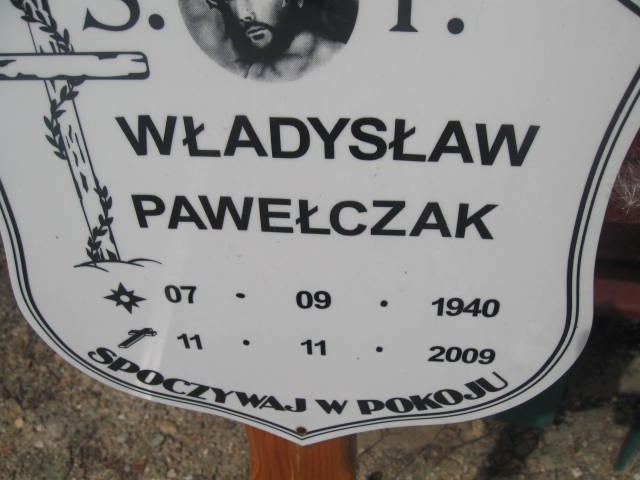 Ś. P.
WŁADYSŁAW
PAWEŁCZAK
07 • 09 • 1940
11 • 11 • 2009
SPOCZYWAJ W POKOJU